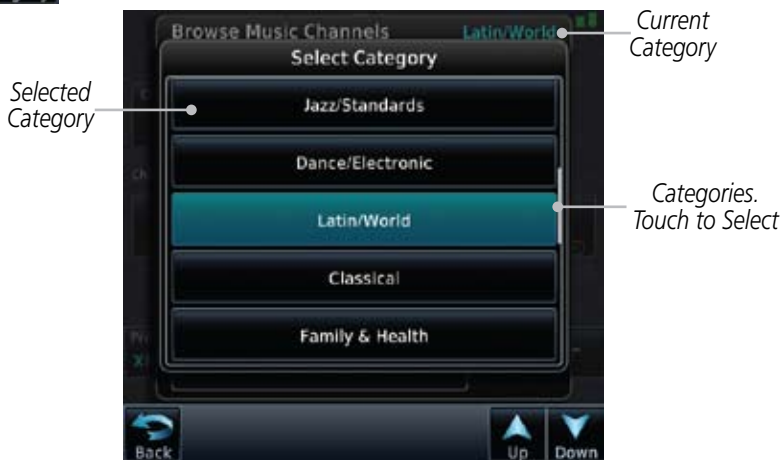 Browse Music Channels Latin/World
Select Category
Jazz/Standards
Dance/Electronic
Latin/World
Classical
Family & Health
Back
Up
Down
Selected
Category
Current
Category
Categories.
Touch to Select